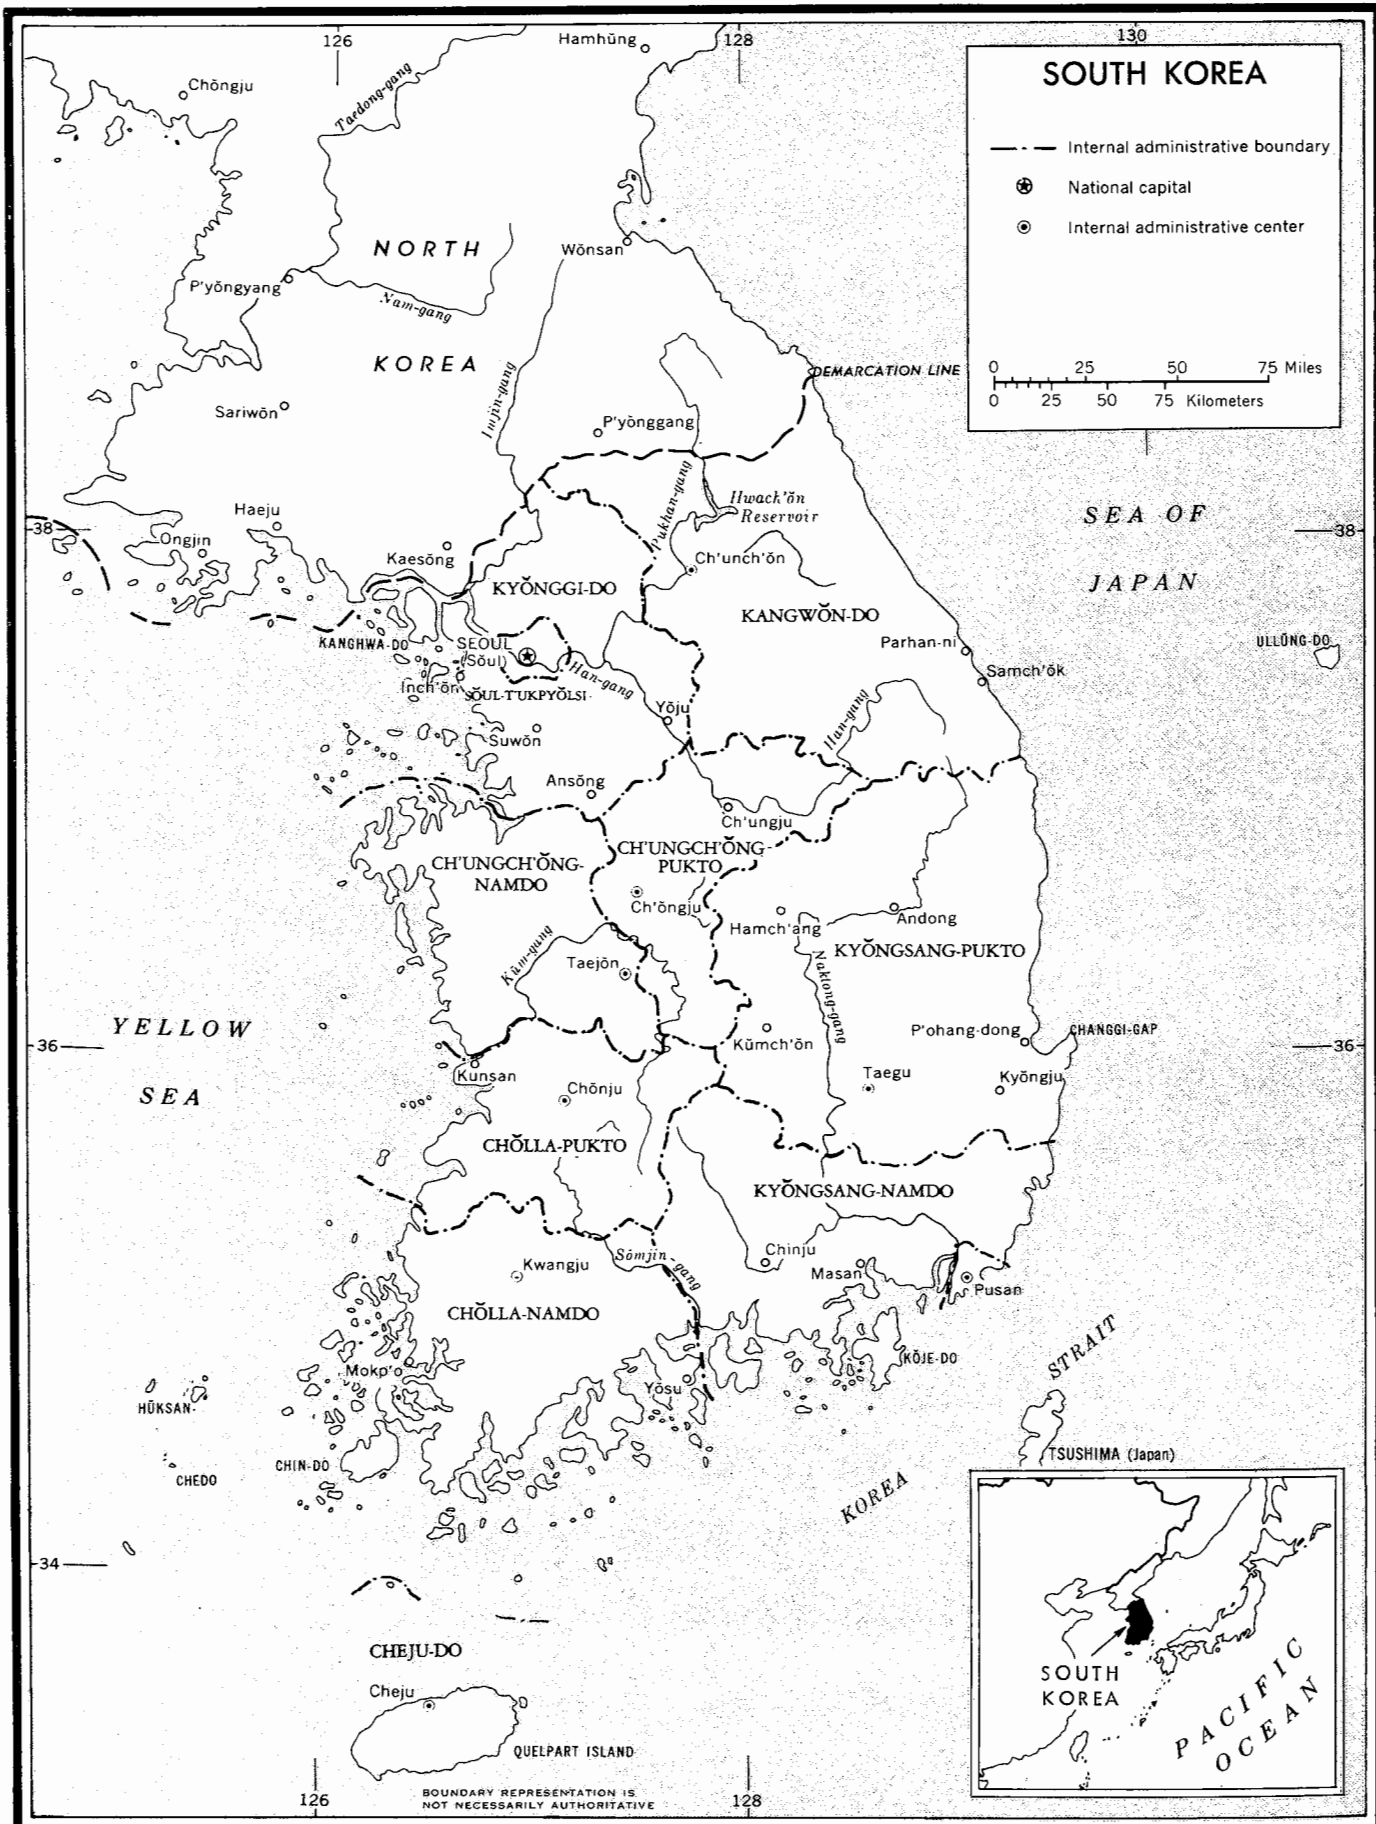 126
128
130
Hamhŭng
Chŏngju
Taedong-gang
SOUTH KOREA
Internal administrative boundary
National capital
Internal administrative center
0 25 50 75 Miles
0 25 50 75 Kilometers
NORTH
KOREA
Wŏnsan
P'yŏngyang
Nam-gang
Imjin-gang
DEMARCATION LINE
Sariwŏn
P'yŏnggang
Pukhan-gang
Hwach'ŏn
Reservoir
SEA OF
JAPAN
38
38
Haeju
Ongjin
Kaesŏng
Ch'unch'ŏn
KYŎNGGI-DO
KANGWŎN-DO
KANGHWA-DO
SEOUL
(Sŏul)
Parhan-ni
ULLŬNG-DO
Samch'ŏk
Inch'ŏn
SŎUL-T'UKPYŎLSI
Han-gang
Yŏju
Han-gang
Suwŏn
Ansŏng
Ch'ungju
CH'UNGCH'ŎNG-
NAMDO
CH'UNGCH'ŎNG-
PUKTO
Ch'ŏngju
Hamch'ang
Andong
KYŎNGSANG-PUKTO
Kŭm-gang
Taejŏn
Naktong-gang
YELLOW
SEA
36
36
P'ohang-dong
CHANGGI-GAP
Kŭmch'ŏn
Kunsan
Chŏnju
Taegu
Kyŏngju
CHŎLLA-PUKTO
KYŎNGSANG-NAMDO
Sŏmjin-gang
Kwangju
Chinju
Masan
Pusan
CHŎLLA-NAMDO
KŎJE-DO
Mokp'o
Yŏsu
HŬKSAN-
CHEDO
CHIN-DO
KOREA STRAIT
TSUSHIMA (Japan)
34
CHEJU-DO
Cheju
QUELPART ISLAND
SOUTH
KOREA
PACIFIC
OCEAN
BOUNDARY REPRESENTATION IS
NOT NECESSARILY AUTHORITATIVE
126
128